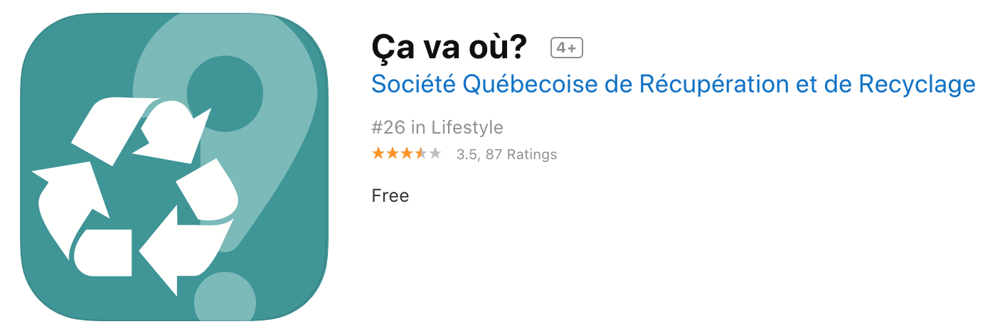 Ça va où? 4+
Société Québecoise de Récupération et de Recyclage
#26 in Lifestyle
3.5, 87 Ratings
Free